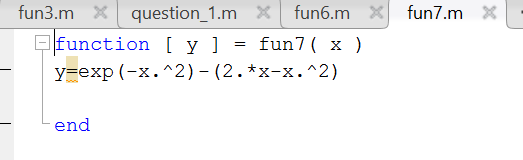 fun3.m × question_1.m × fun6.m × fun7.m ×
function [ y ] = fun7( x )
y=exp(-x.^2)-(2.*x-x.^2)
end